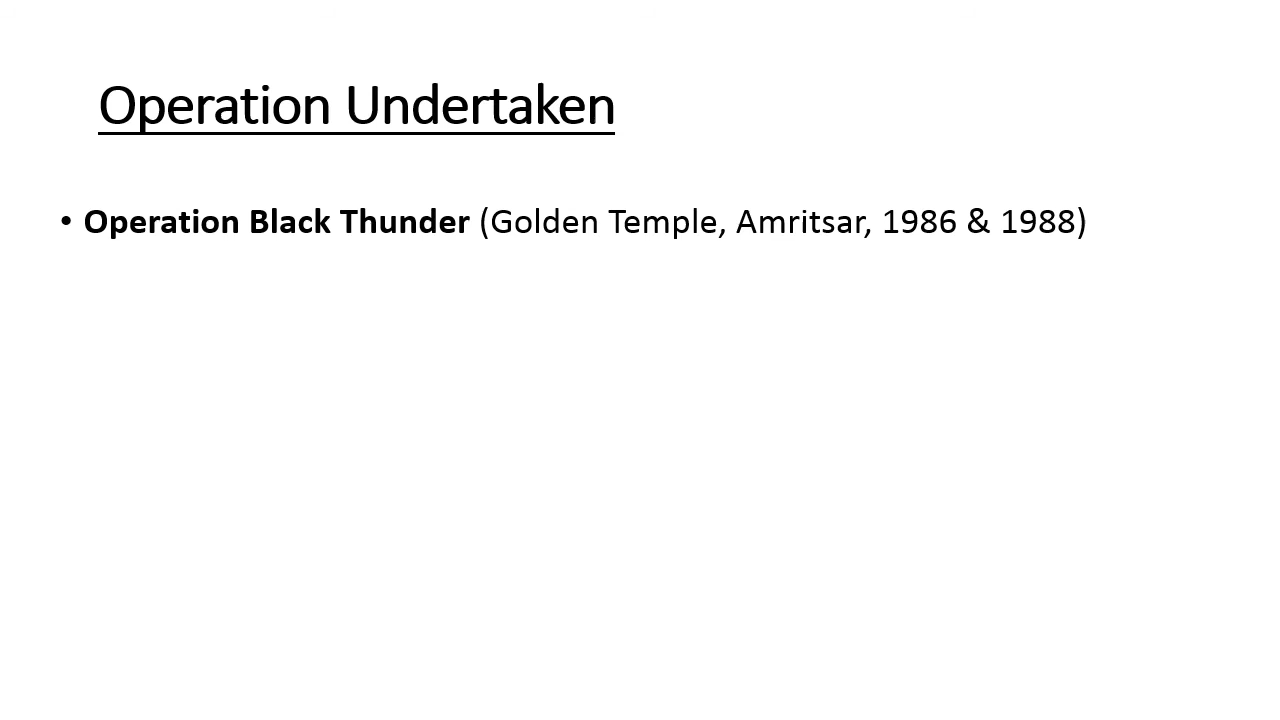 Operation Undertaken
• Operation Black Thunder (Golden Temple, Amritsar, 1986 & 1988)